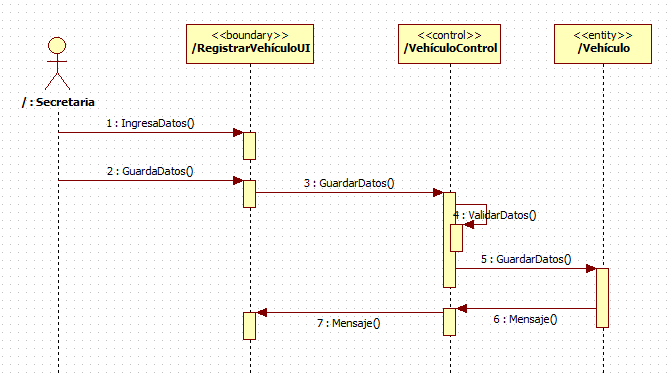 <<boundary>>
/RegistrarVehículoUI
<<control>>
/VehículoControl
<<entity>>
/Vehículo
/ : Secretaria
1 : IngresaDatos()
2 : GuardaDatos()
3 : GuardarDatos()
4 : ValidarDatos()
5 : GuardarDatos()
6 : Mensaje()
7 : Mensaje()